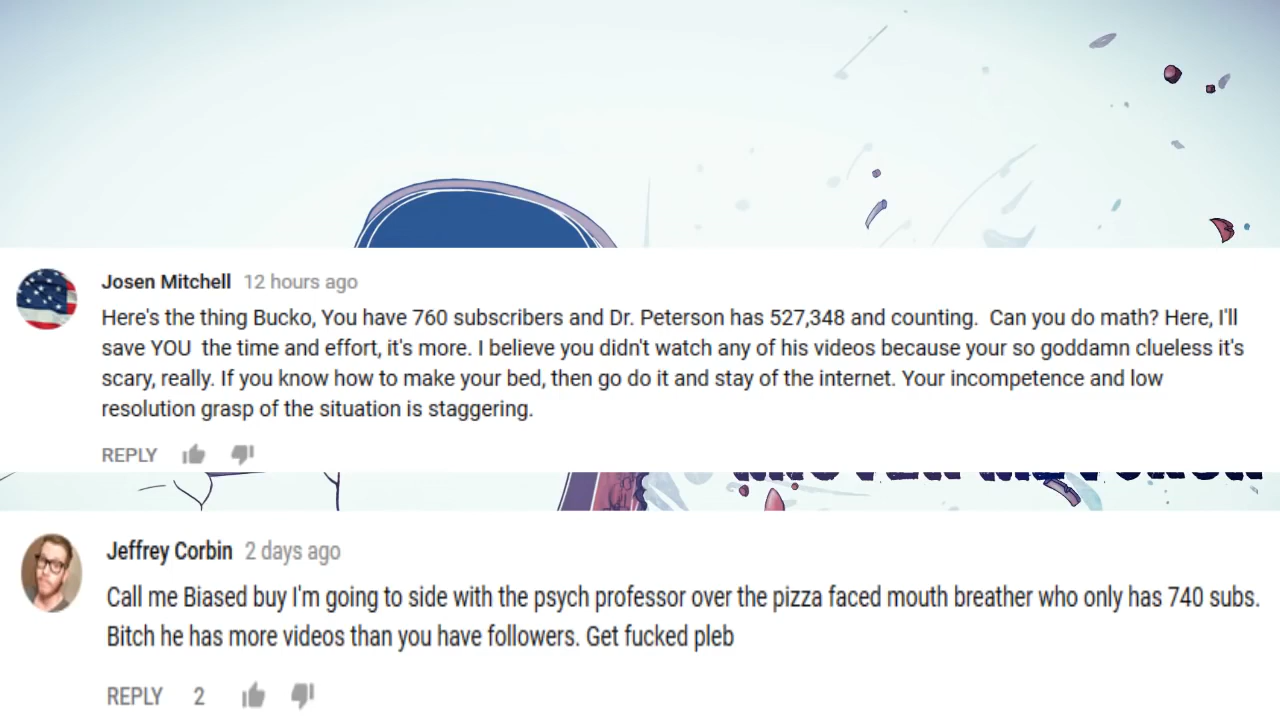 Josen Mitchell 12 hours ago
Here's the thing Bucko, You have 760 subscribers and Dr. Peterson has 527,348 and counting.  Can you do math? Here, I'll
save YOU  the time and effort, it's more. I believe you didn't watch any of his videos because your so goddamn clueless it's
scary, really. If you know how to make your bed, then go do it and stay of the internet. Your incompetence and low
resolution grasp of the situation is staggering.
REPLY
Jeffrey Corbin 2 days ago
Call me Biased buy I'm going to side with the psych professor over the pizza faced mouth breather who only has 740 subs.
Bitch he has more videos than you have followers. Get fucked pleb
REPLY 2